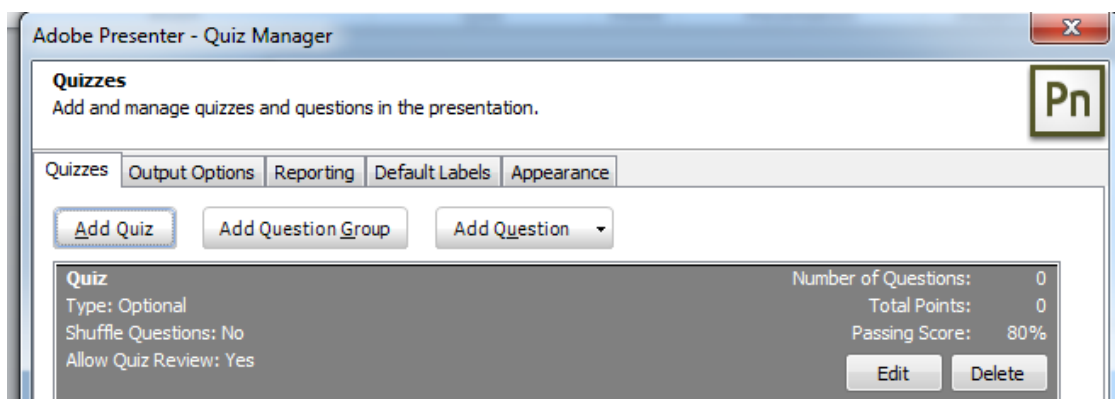 Adobe Presenter - Quiz Manager
x
Quizzes
Add and manage quizzes and questions in the presentation.
Pn
Quizzes Output Options Reporting Default Labels Appearance
Add Quiz Add Question Group Add Question
Quiz Number of Questions: 0
Type: Optional Total Points: 0
Shuffle Questions: No Passing Score: 80%
Allow Quiz Review: Yes
Edit Delete